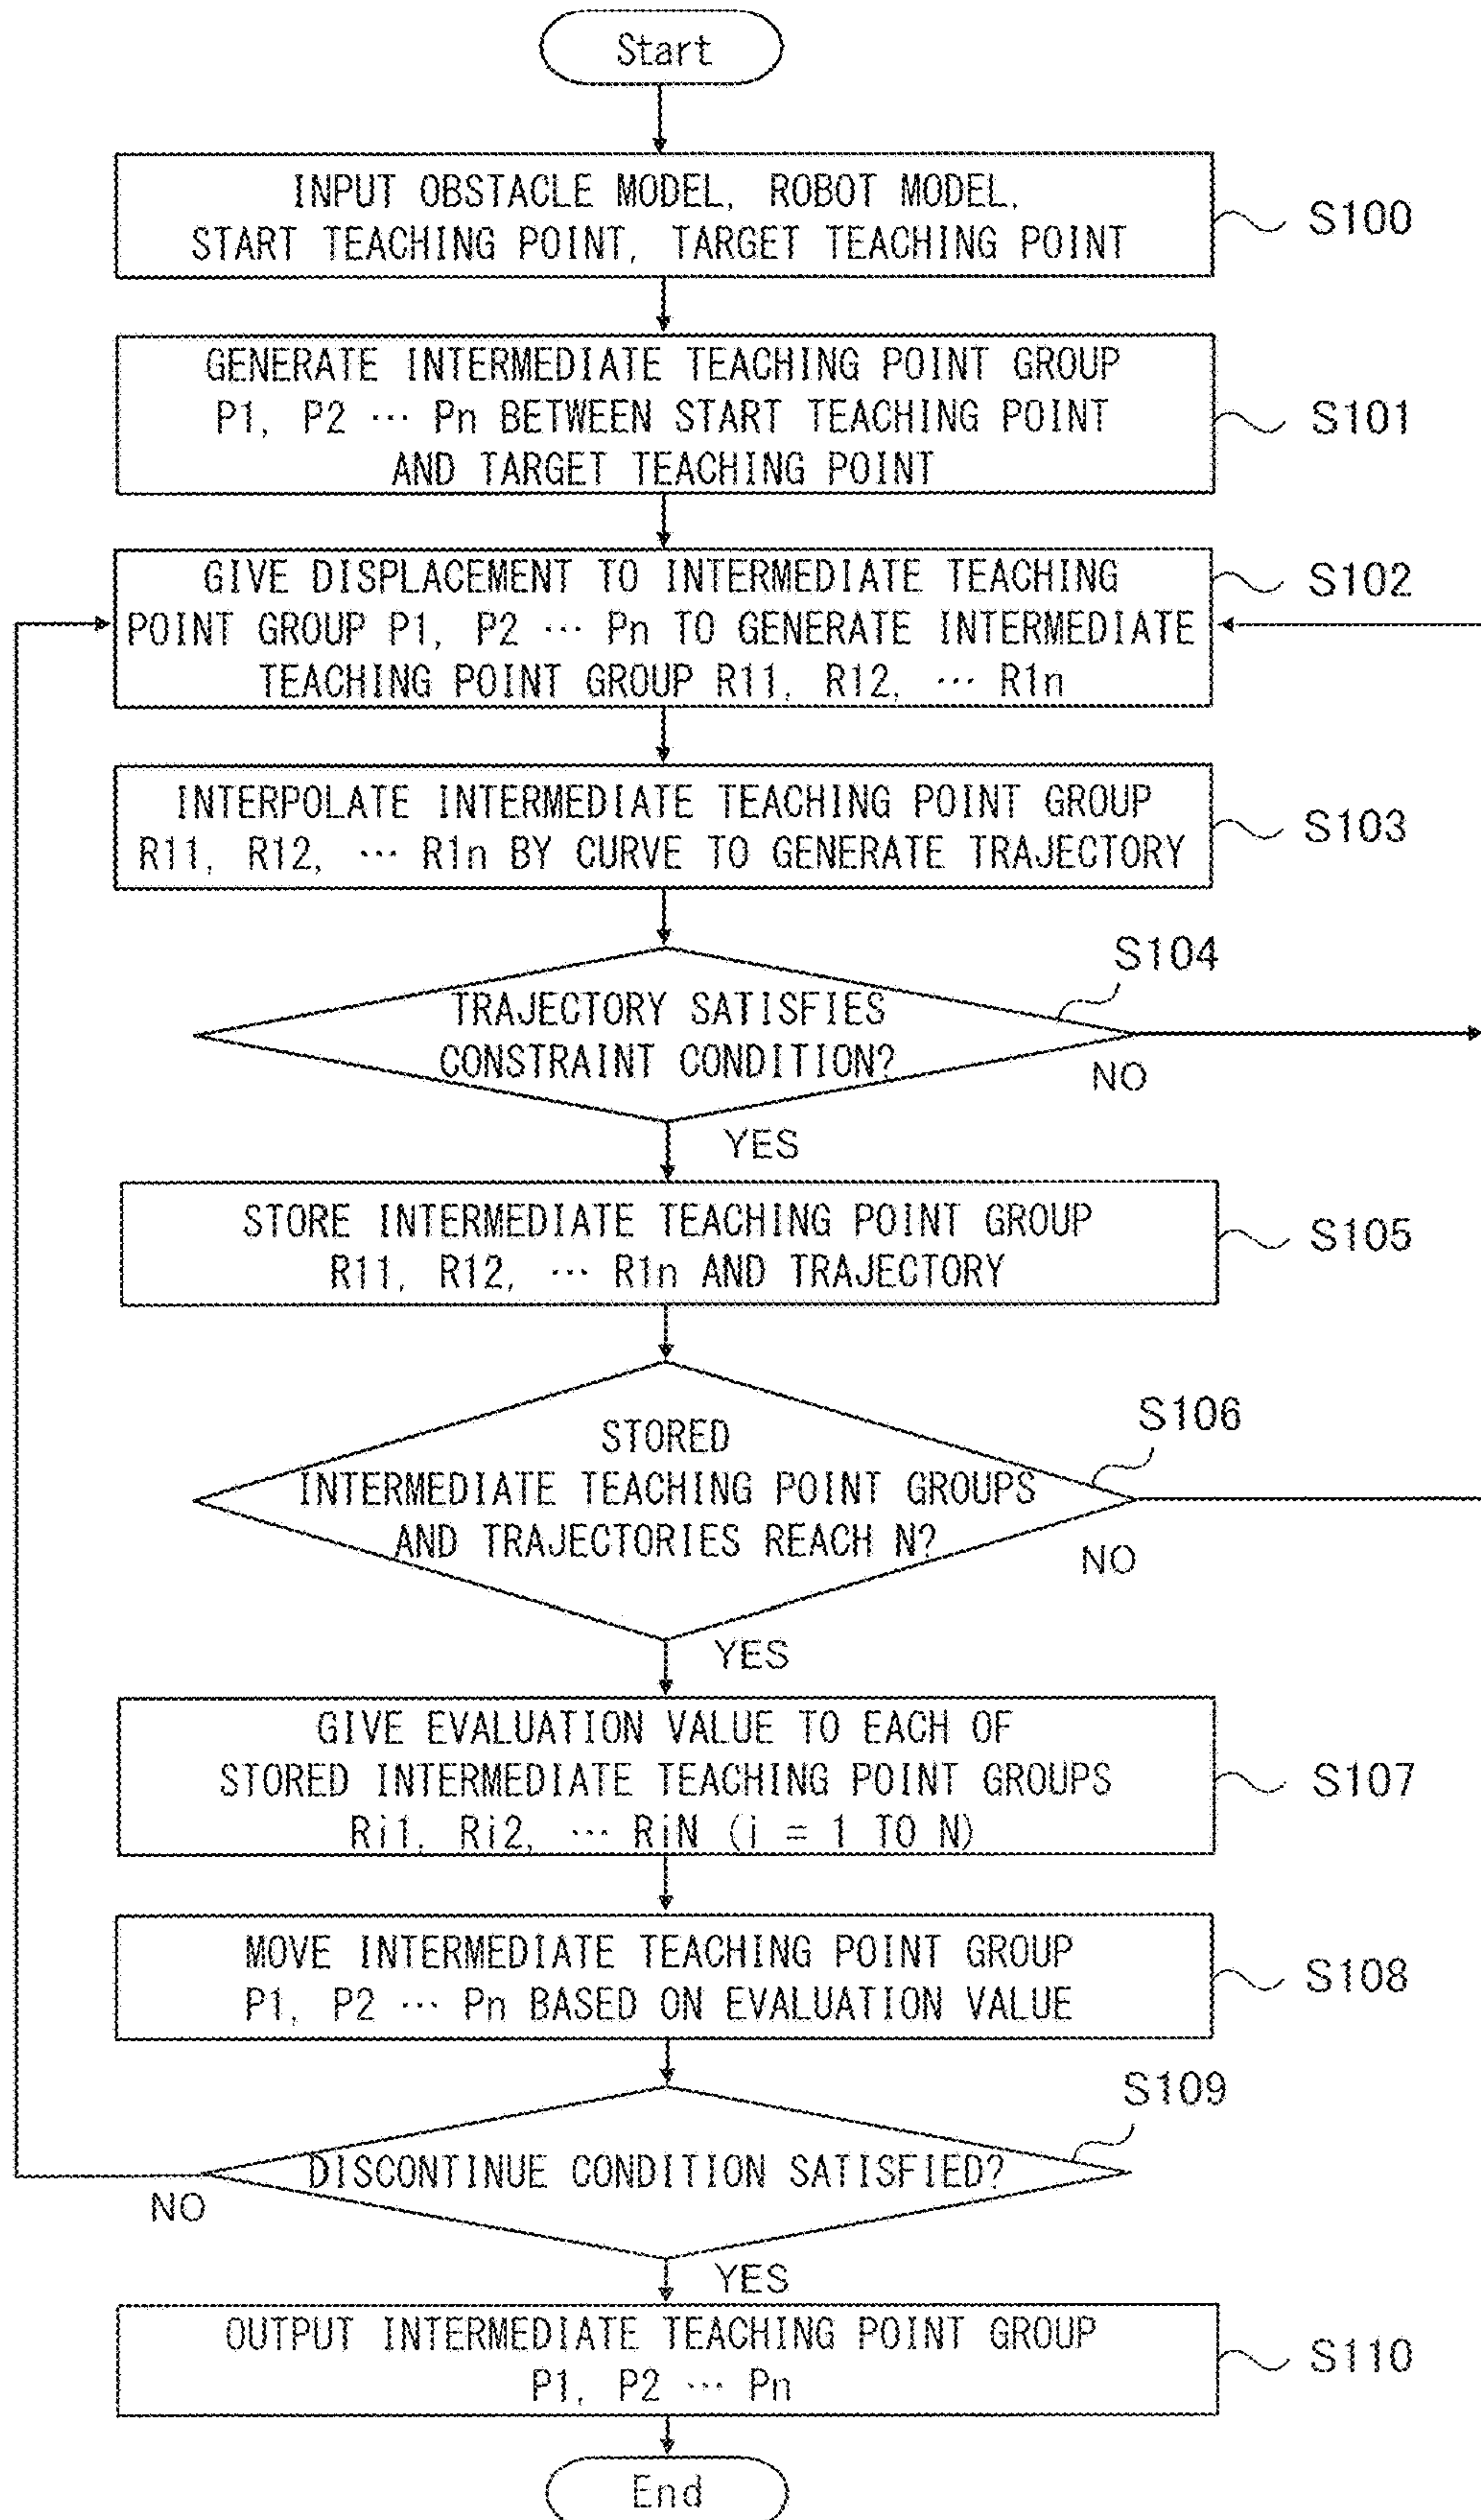 Start
INPUT OBSTACLE MODEL, ROBOT MODEL,
START TEACHING POINT, TARGET TEACHING POINT
S100
GENERATE INTERMEDIATE TEACHING POINT GROUP
P1, P2 ··· Pn BETWEEN START TEACHING POINT
AND TARGET TEACHING POINT
S101
GIVE DISPLACEMENT TO INTERMEDIATE TEACHING
POINT GROUP P1, P2 ··· Pn TO GENERATE INTERMEDIATE
TEACHING POINT GROUP R11, R12, ··· R1n
S102
INTERPOLATE INTERMEDIATE TEACHING POINT GROUP
R11, R12, ··· R1n BY CURVE TO GENERATE TRAJECTORY
S103
S104
TRAJECTORY SATISFIES
CONSTRAINT CONDITION?
NO
YES
STORE INTERMEDIATE TEACHING POINT GROUP
R11, R12, ··· R1n AND TRAJECTORY
S105
S106
STORED
INTERMEDIATE TEACHING POINT GROUPS
AND TRAJECTORIES REACH N?
NO
YES
GIVE EVALUATION VALUE TO EACH OF
STORED INTERMEDIATE TEACHING POINT GROUPS
Ri1, Ri2, ··· RiN (i = 1 TO N)
S107
MOVE INTERMEDIATE TEACHING POINT GROUP
P1, P2 ··· Pn BASED ON EVALUATION VALUE
S108
S109
DISCONTINUE CONDITION SATISFIED?
NO
YES
OUTPUT INTERMEDIATE TEACHING POINT GROUP
P1, P2 ··· Pn
S110
End